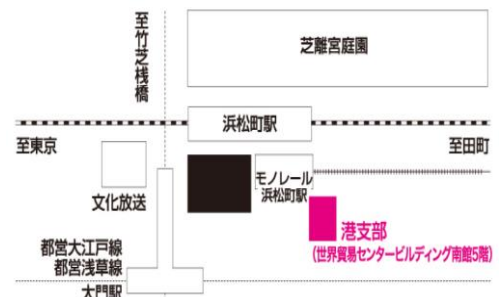 至竹芝桟橋
芝離宮庭園
浜松町駅
至東京
至田町
文化放送
モノレール
浜松町駅
港支部
(世界貿易センタービルディング南館5階)
都営大江戸線
都営浅草線
大門駅